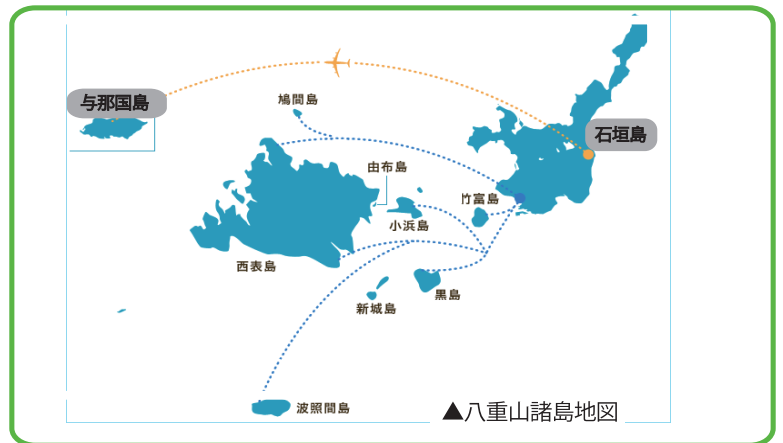 鳩間島
与那国島
石垣島
由布島
竹富島
小浜島
西表島
黒島
新城島
波照間島
▲八重山諸島地図